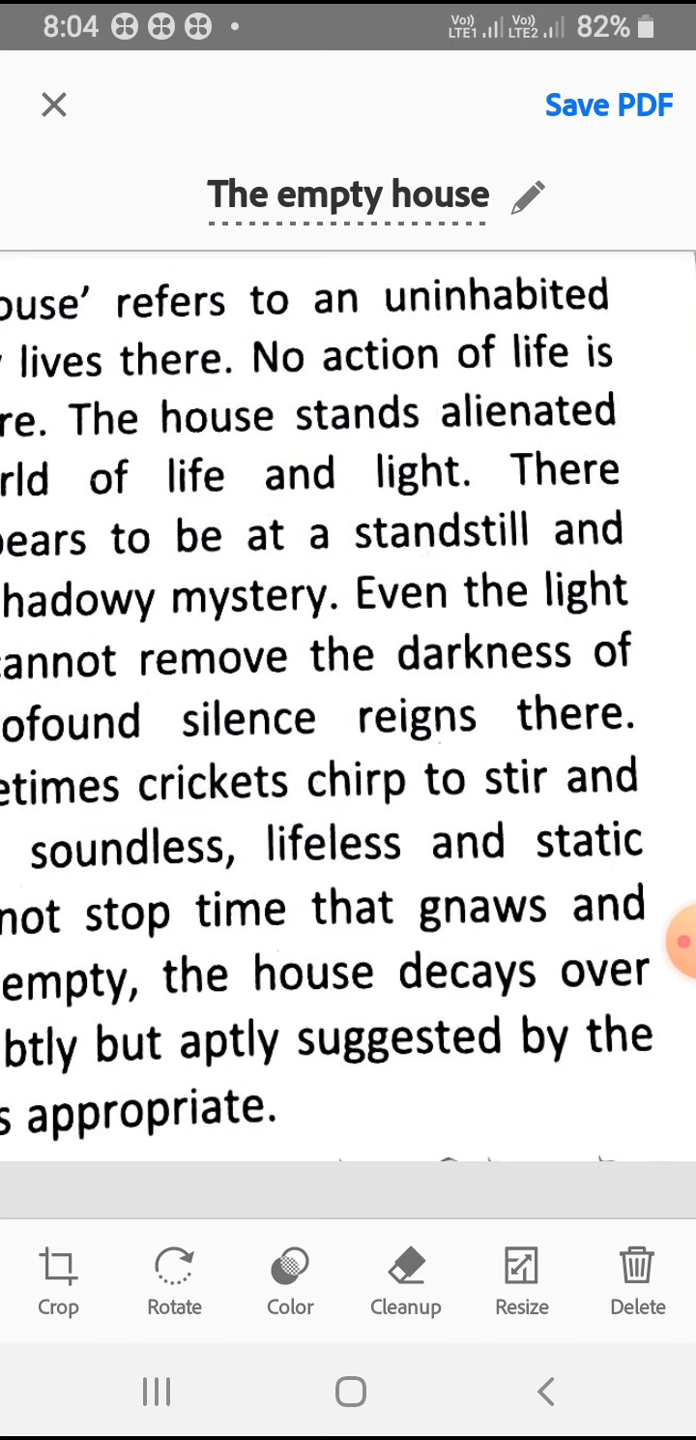 8:04 Vo)) LTE1 Vo)) LTE2 82%
Save PDF
The empty house
ouse’ refers to an uninhabited
lives there. No action of life is
re. The house stands alienated
rld of life and light. There
ears to be at a standstill and
hadowy mystery. Even the light
annot remove the darkness of
ofound silence reigns there.
etimes crickets chirp to stir and
soundless, lifeless and static
not stop time that gnaws and
empty, the house decays over
btly but aptly suggested by the
s appropriate.
Crop Rotate Color Cleanup Resize Delete